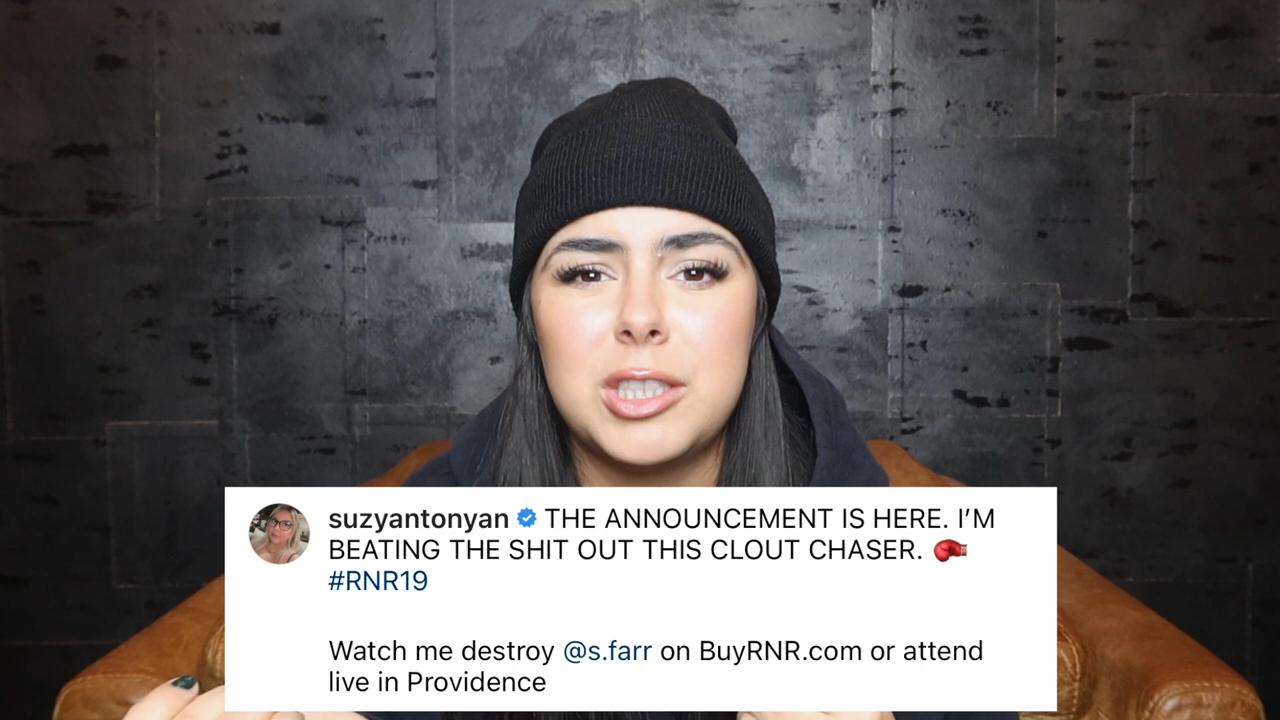 suzyantonyan THE ANNOUNCEMENT IS HERE. I’M
BEATING THE SHIT OUT THIS CLOUT CHASER. 🥊
#RNR19
Watch me destroy @s.farr on BuyRNR.com or attend
live in Providence